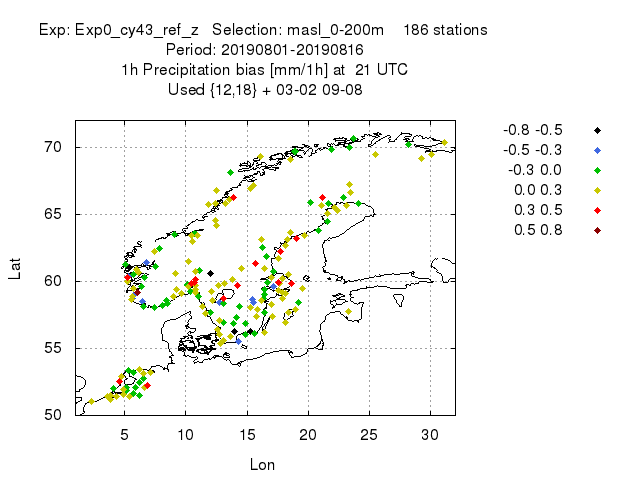 Exp: Exp0_cy43_ref_z   Selection: masl_0-200m    186 stations
Period: 20190801-20190816
1h Precipitation bias [mm/1h] at  21 UTC
Used {12,18} + 03-02 09-08
-0.8 -0.5
-0.5 -0.3
-0.3 0.0
0.0 0.3
0.3 0.5
0.5 0.8
70
65
60
55
50
Lat
5 10 15 20 25 30
Lon